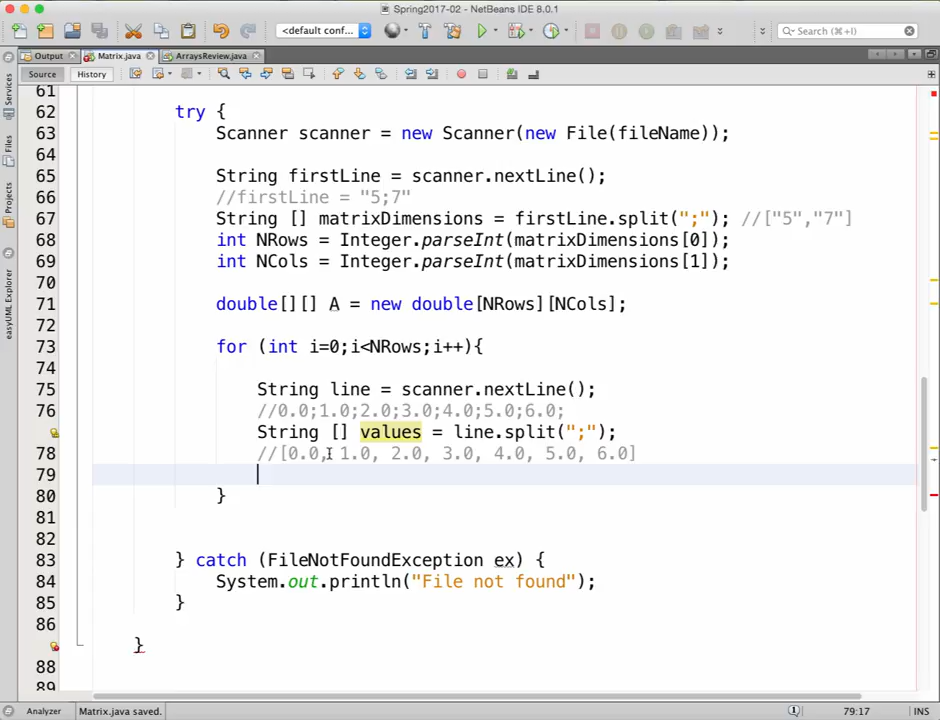 Spring2017-02 - NetBeans IDE 8.0.1
<default conf...
Search (⌘+I)
Output
Matrix.java
ArraysReview.java
Source
History
Services
Files
Projects
easyUML Explorer
61
62 try {
63 Scanner scanner = new Scanner(new File(fileName));
64
65 String firstLine = scanner.nextLine();
66 //firstLine = "5;7"
67 String [] matrixDimensions = firstLine.split(";"); //["5","7"]
68 int NRows = Integer.parseInt(matrixDimensions[0]);
69 int NCols = Integer.parseInt(matrixDimensions[1]);
70
71 double[][] A = new double[NRows][NCols];
72
73 for (int i=0;i<NRows;i++){
74
75 String line = scanner.nextLine();
76 //0.0;1.0;2.0;3.0;4.0;5.0;6.0;
String [] values = line.split(";");
78 //[0.0, 1.0, 2.0, 3.0, 4.0, 5.0, 6.0]
79
80 }
81
82
83 } catch (FileNotFoundException ex) {
84 System.out.println("File not found");
85 }
86
}
88
89
Analyzer
Matrix.java saved.
1
79:17
INS